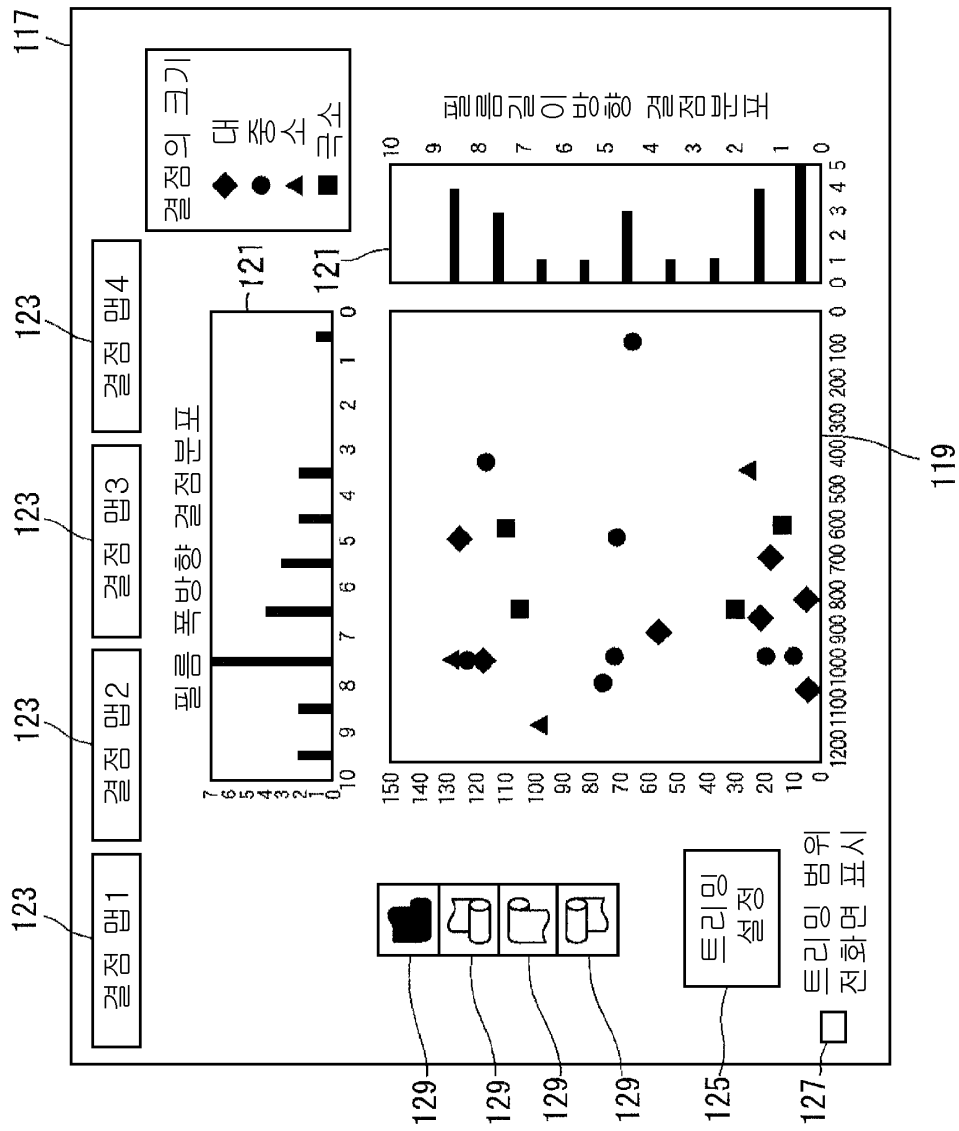 117
123
123
123
123
결점 맵1
결점 맵2
결점 맵3
결점 맵4
결점의 크기
◆ 대
● 중
▲ 소
■ 극소
121
필름 폭방향 결점분포
7
6
5
4
3
2
1
0
10 9 8 7 6 5 4 3 2 1 0
129
129
129
129
150
140
130
120
110
100
90
80
70
60
50
40
30
20
10
0
1200 1100 1000 900 800 700 600 500 400 300 200 100 0
119
121
필름길이방향 결점분포
10
9
8
7
6
5
4
3
2
1
0
0 1 2 3 4 5
트리밍
설정
125
트리밍 범위
전화면 표시
127